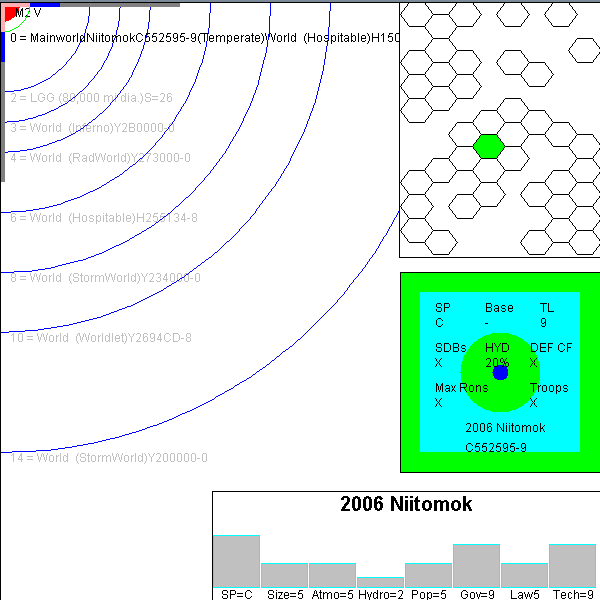 M2 V
0 = MainworldNiitomokC552595-9(Temperate)World (Hospitable)H150
2 = LGG (80,000 mi dia.)S=26
3 = World (Inferno)Y2B0000-0
4 = World (RadWorld)Y273000-0
6 = World (Hospitable)H255134-8
8 = World (StormWorld)Y234000-0
10 = World (Worldlet)Y2694CD-8
14 = World (StormWorld)Y200000-0
SP Base TL
C - 9
SDBs HYD DEF CF
X 20% X
Max Rons Troops
X X
2006 Niitomok
C552595-9
2006 Niitomok
SP=C Size=5 Atmo=5 Hydro=2 Pop=5 Gov=9 Law5 Tech=9